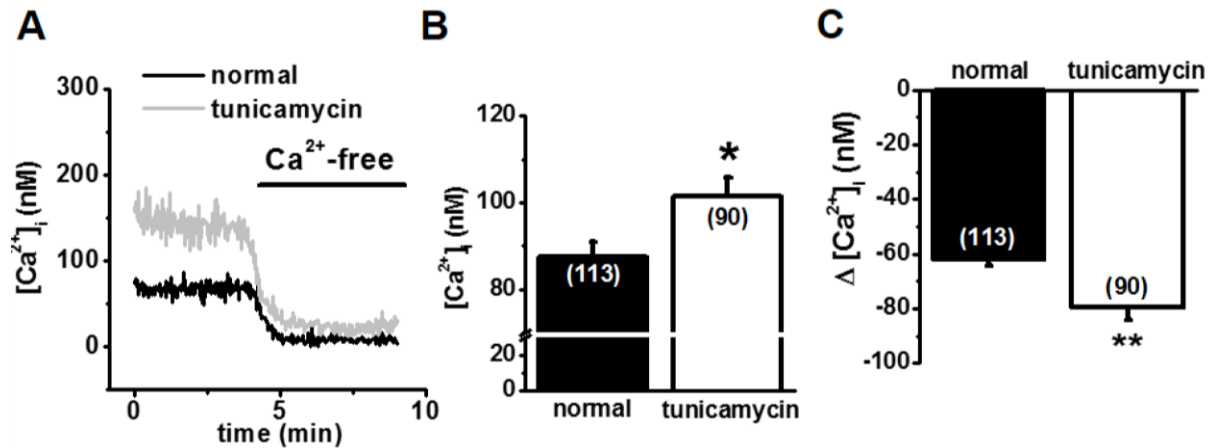 A
normal
tunicamycin
Ca²⁺-free
[Ca²⁺]ᵢ (nM)
300
200
100
0
0
5
10
time (min)
B
[Ca²⁺]ᵢ (nM)
120
100
80
20
0
*
(113)
(90)
normal
tunicamycin
C
normal
tunicamycin
Δ [Ca²⁺]ᵢ (nM)
-0
-20
-40
-60
-80
-100
(113)
(90)
**